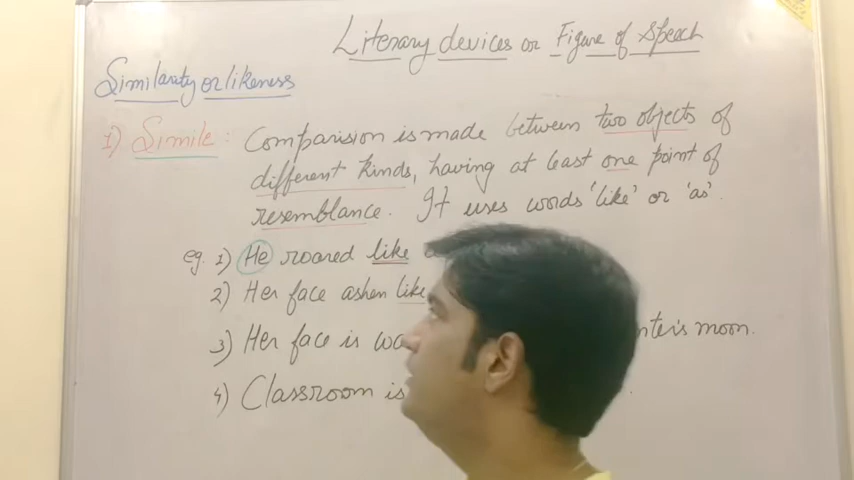 Literary devices or Figure of Speech
Similarity or likeness
1) Simile : Comparision is made between two objects of
different kinds, having at least one point of
resemblance. It uses words 'like' or 'as'.
eg. 1) He roared like
2) Her face ashen like
3) Her face is moon.
4) Classroom is